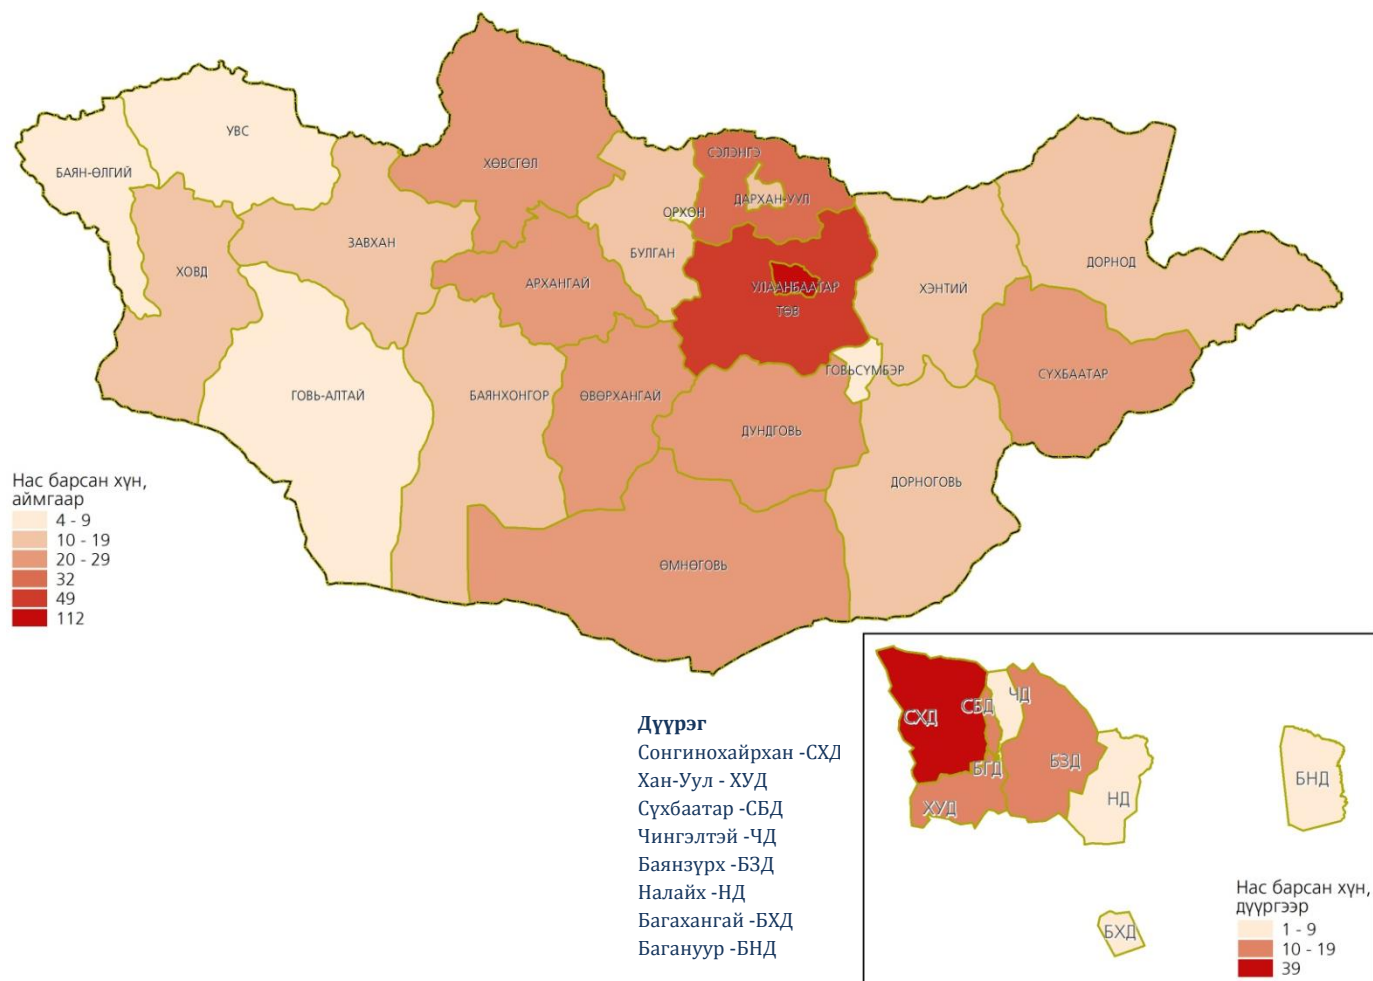 УВС
БАЯН-ӨЛГИЙ
ХӨВСГӨЛ
СЭЛЭНГЭ
ДАРХАН-УУЛ
ОРХОН
ЗАВХАН
ХОВД
БУЛГАН
АРХАНГАЙ
УЛААНБААТАР
ТӨВ
ХЭНТИЙ
ДОРНОД
СҮХБААТАР
ГОВЬСҮМБЭР
ГОВЬ-АЛТАЙ
БАЯНХОНГОР
ӨВӨРХАНГАЙ
ДУНДГОВЬ
ДОРНОГОВЬ
ӨМНӨГОВЬ
Нас барсан хүн,
аймгаар
4 - 9
10 - 19
20 - 29
32
49
112
Дүүрэг
Сонгинохайрхан -СХД
Хан-Уул - ХУД
Сүхбаатар -СБД
Чингэлтэй -ЧД
Баянзүрх -БЗД
Налайх -НД
Багахангай -БХД
Багануур -БНД
СХД
СБД
ЧД
БГД
БЗД
ХУД
НД
БНД
БХД
Нас барсан хүн,
дүүргээр
1 - 9
10 - 19
39